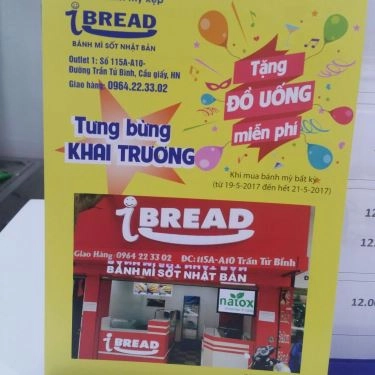 iBREAD
BÁNH MÌ SỐT NHẬT BẢN
Outlet 1: Số 115A-A10-
Đường Trần Tử Bình, Cầu giấy, HN
Giao hàng: 0964.22.33.02
Tặng
ĐỒ UỐNG
miễn phí
Tưng bừng
KHAI TRƯƠNG
Khi mua bánh mỳ bất kỳ
(từ 19-5-2017 đến hết 21-5-2017)
iBREAD
Giao Hàng: 0964 22 33 02 ĐC: 115A-A10 Trần Tử Bình
BÁNH MÌ SỐT NHẬT BẢN
natox
iBREAD
12.
12.
12.00